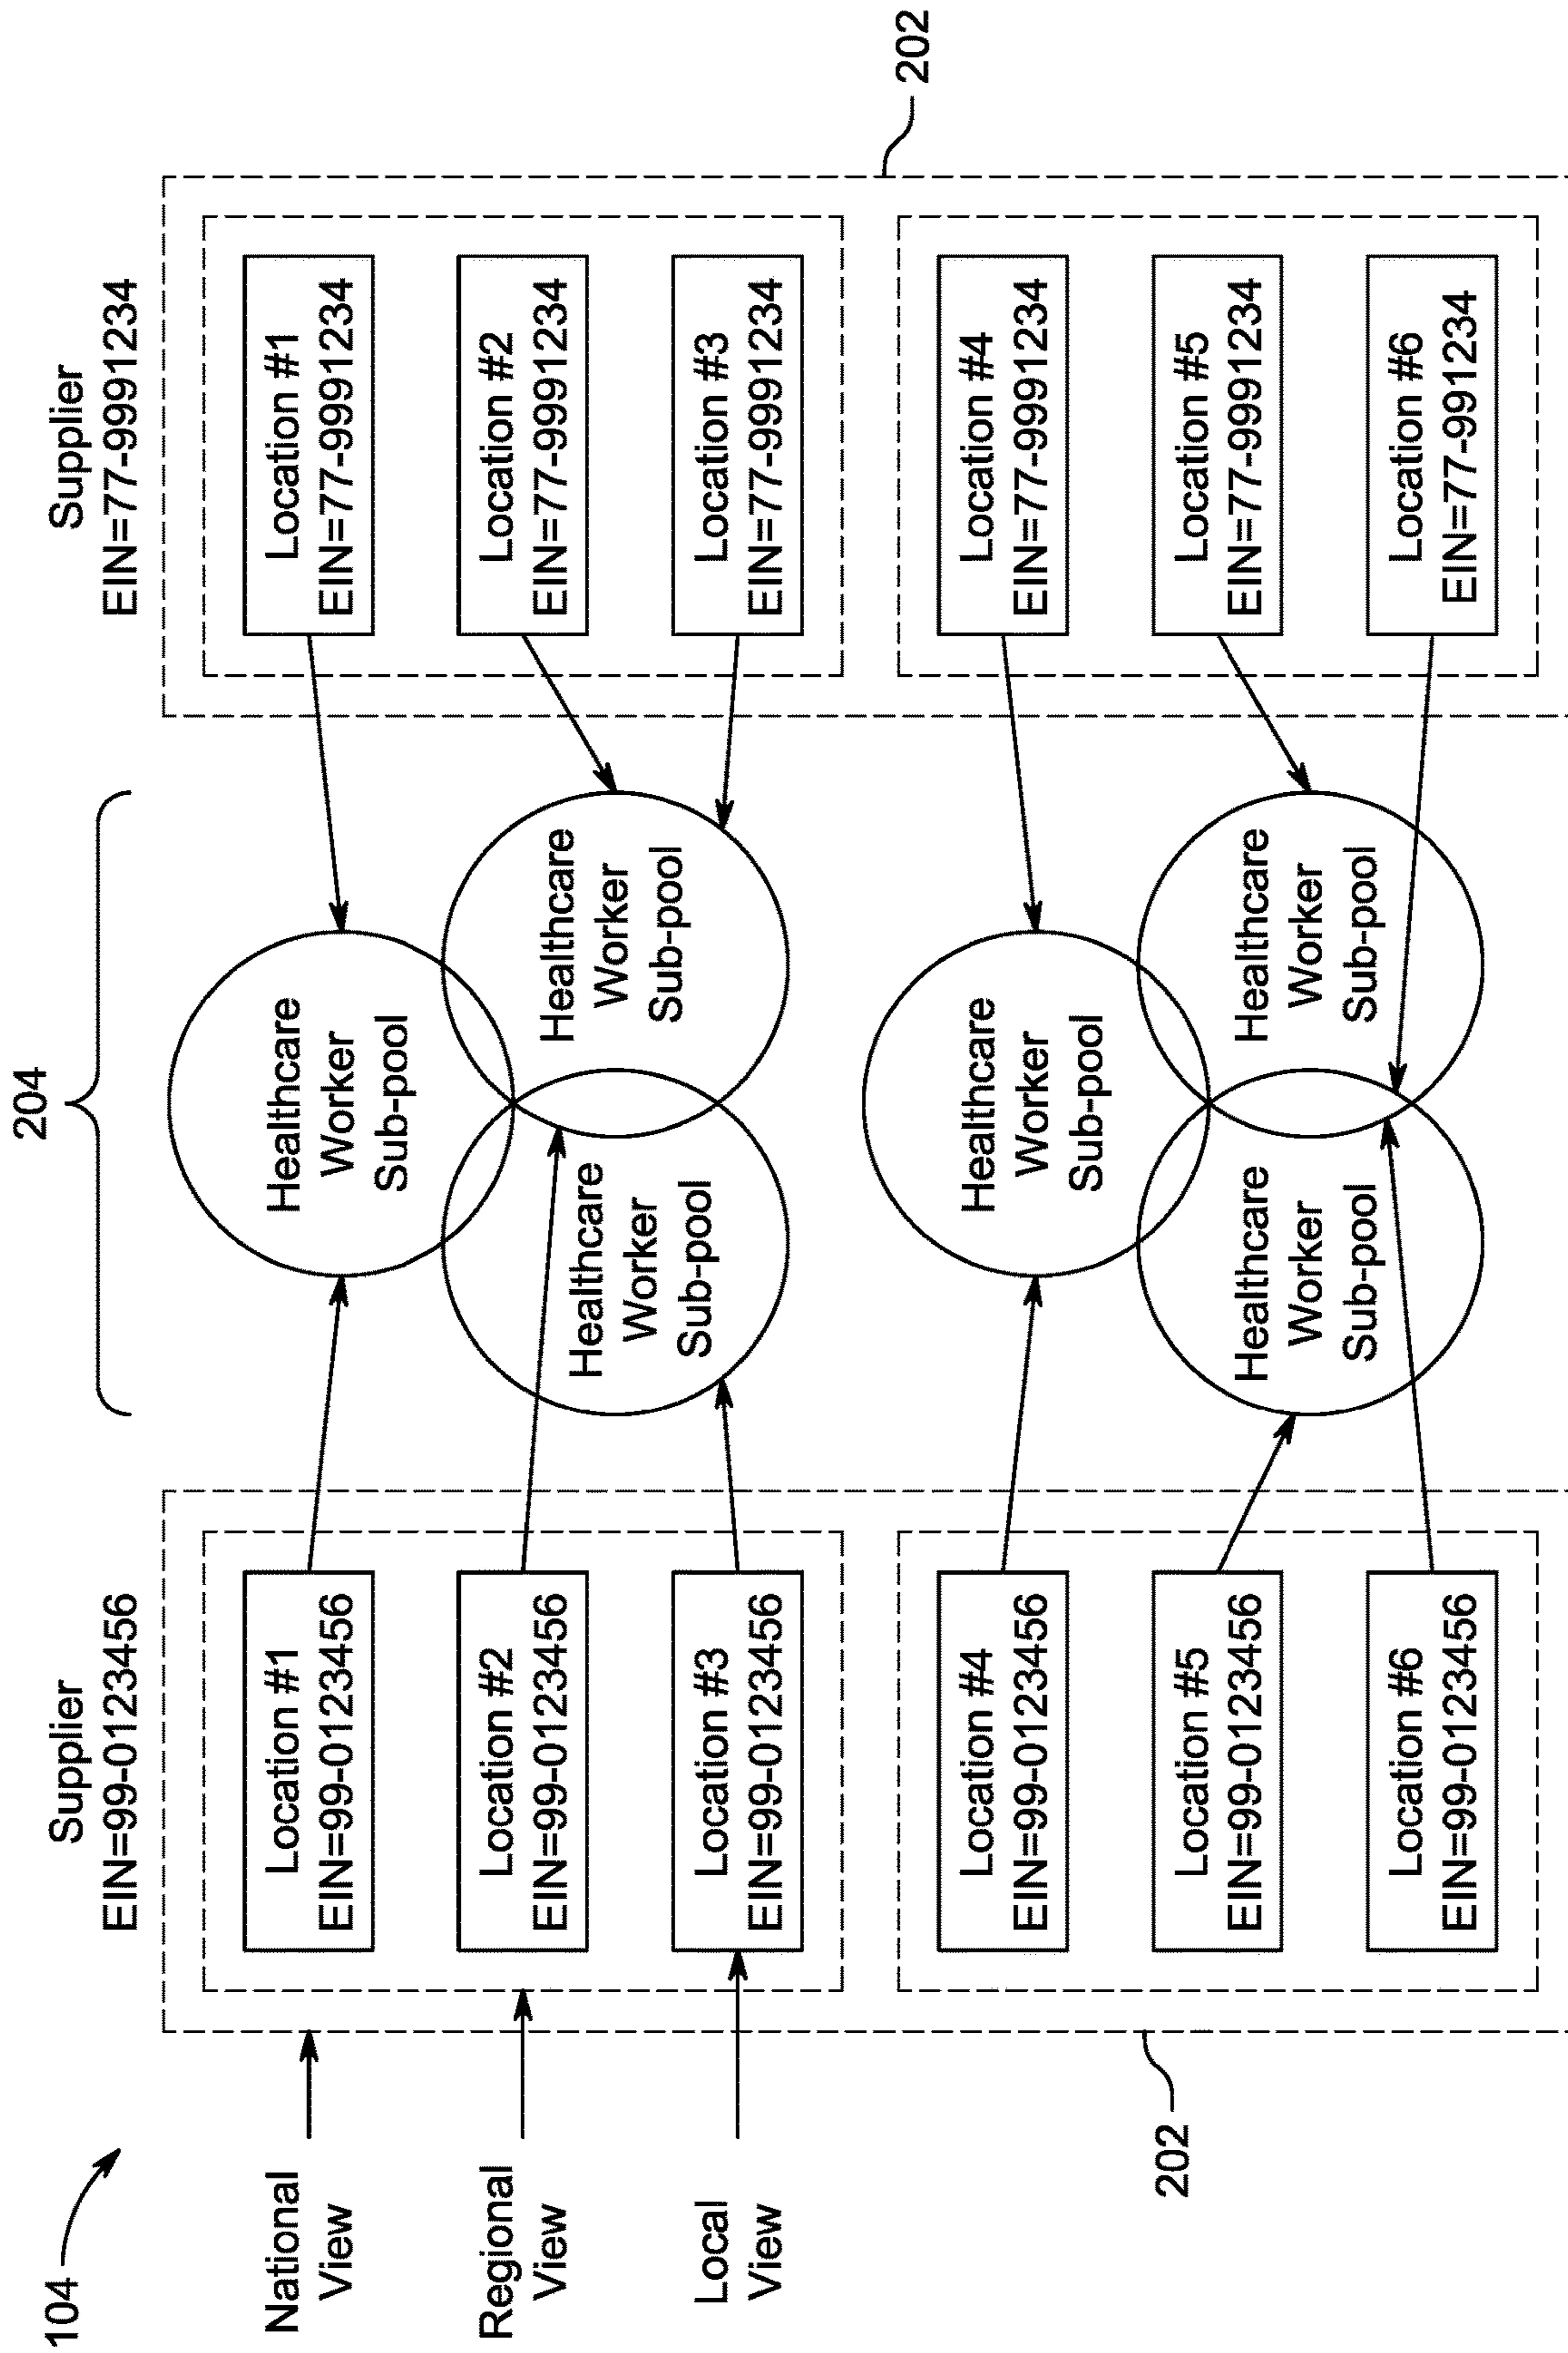 104
204
Supplier
EIN=99-0123456
Supplier
EIN=77-9991234
National
View
Regional
View
Local
View
Location #1
EIN=99-0123456
Location #2
EIN=99-0123456
Location #3
EIN=99-0123456
Healthcare
Worker
Sub-pool
Healthcare
Worker
Sub-pool
Healthcare
Worker
Sub-pool
Location #1
EIN=77-9991234
Location #2
EIN=77-9991234
Location #3
EIN=77-9991234
202
202
Location #4
EIN=99-0123456
Location #5
EIN=99-0123456
Location #6
EIN=99-0123456
Healthcare
Worker
Sub-pool
Healthcare
Worker
Sub-pool
Healthcare
Worker
Sub-pool
Location #4
EIN=77-9991234
Location #5
EIN=77-9991234
Location #6
EIN=77-991234